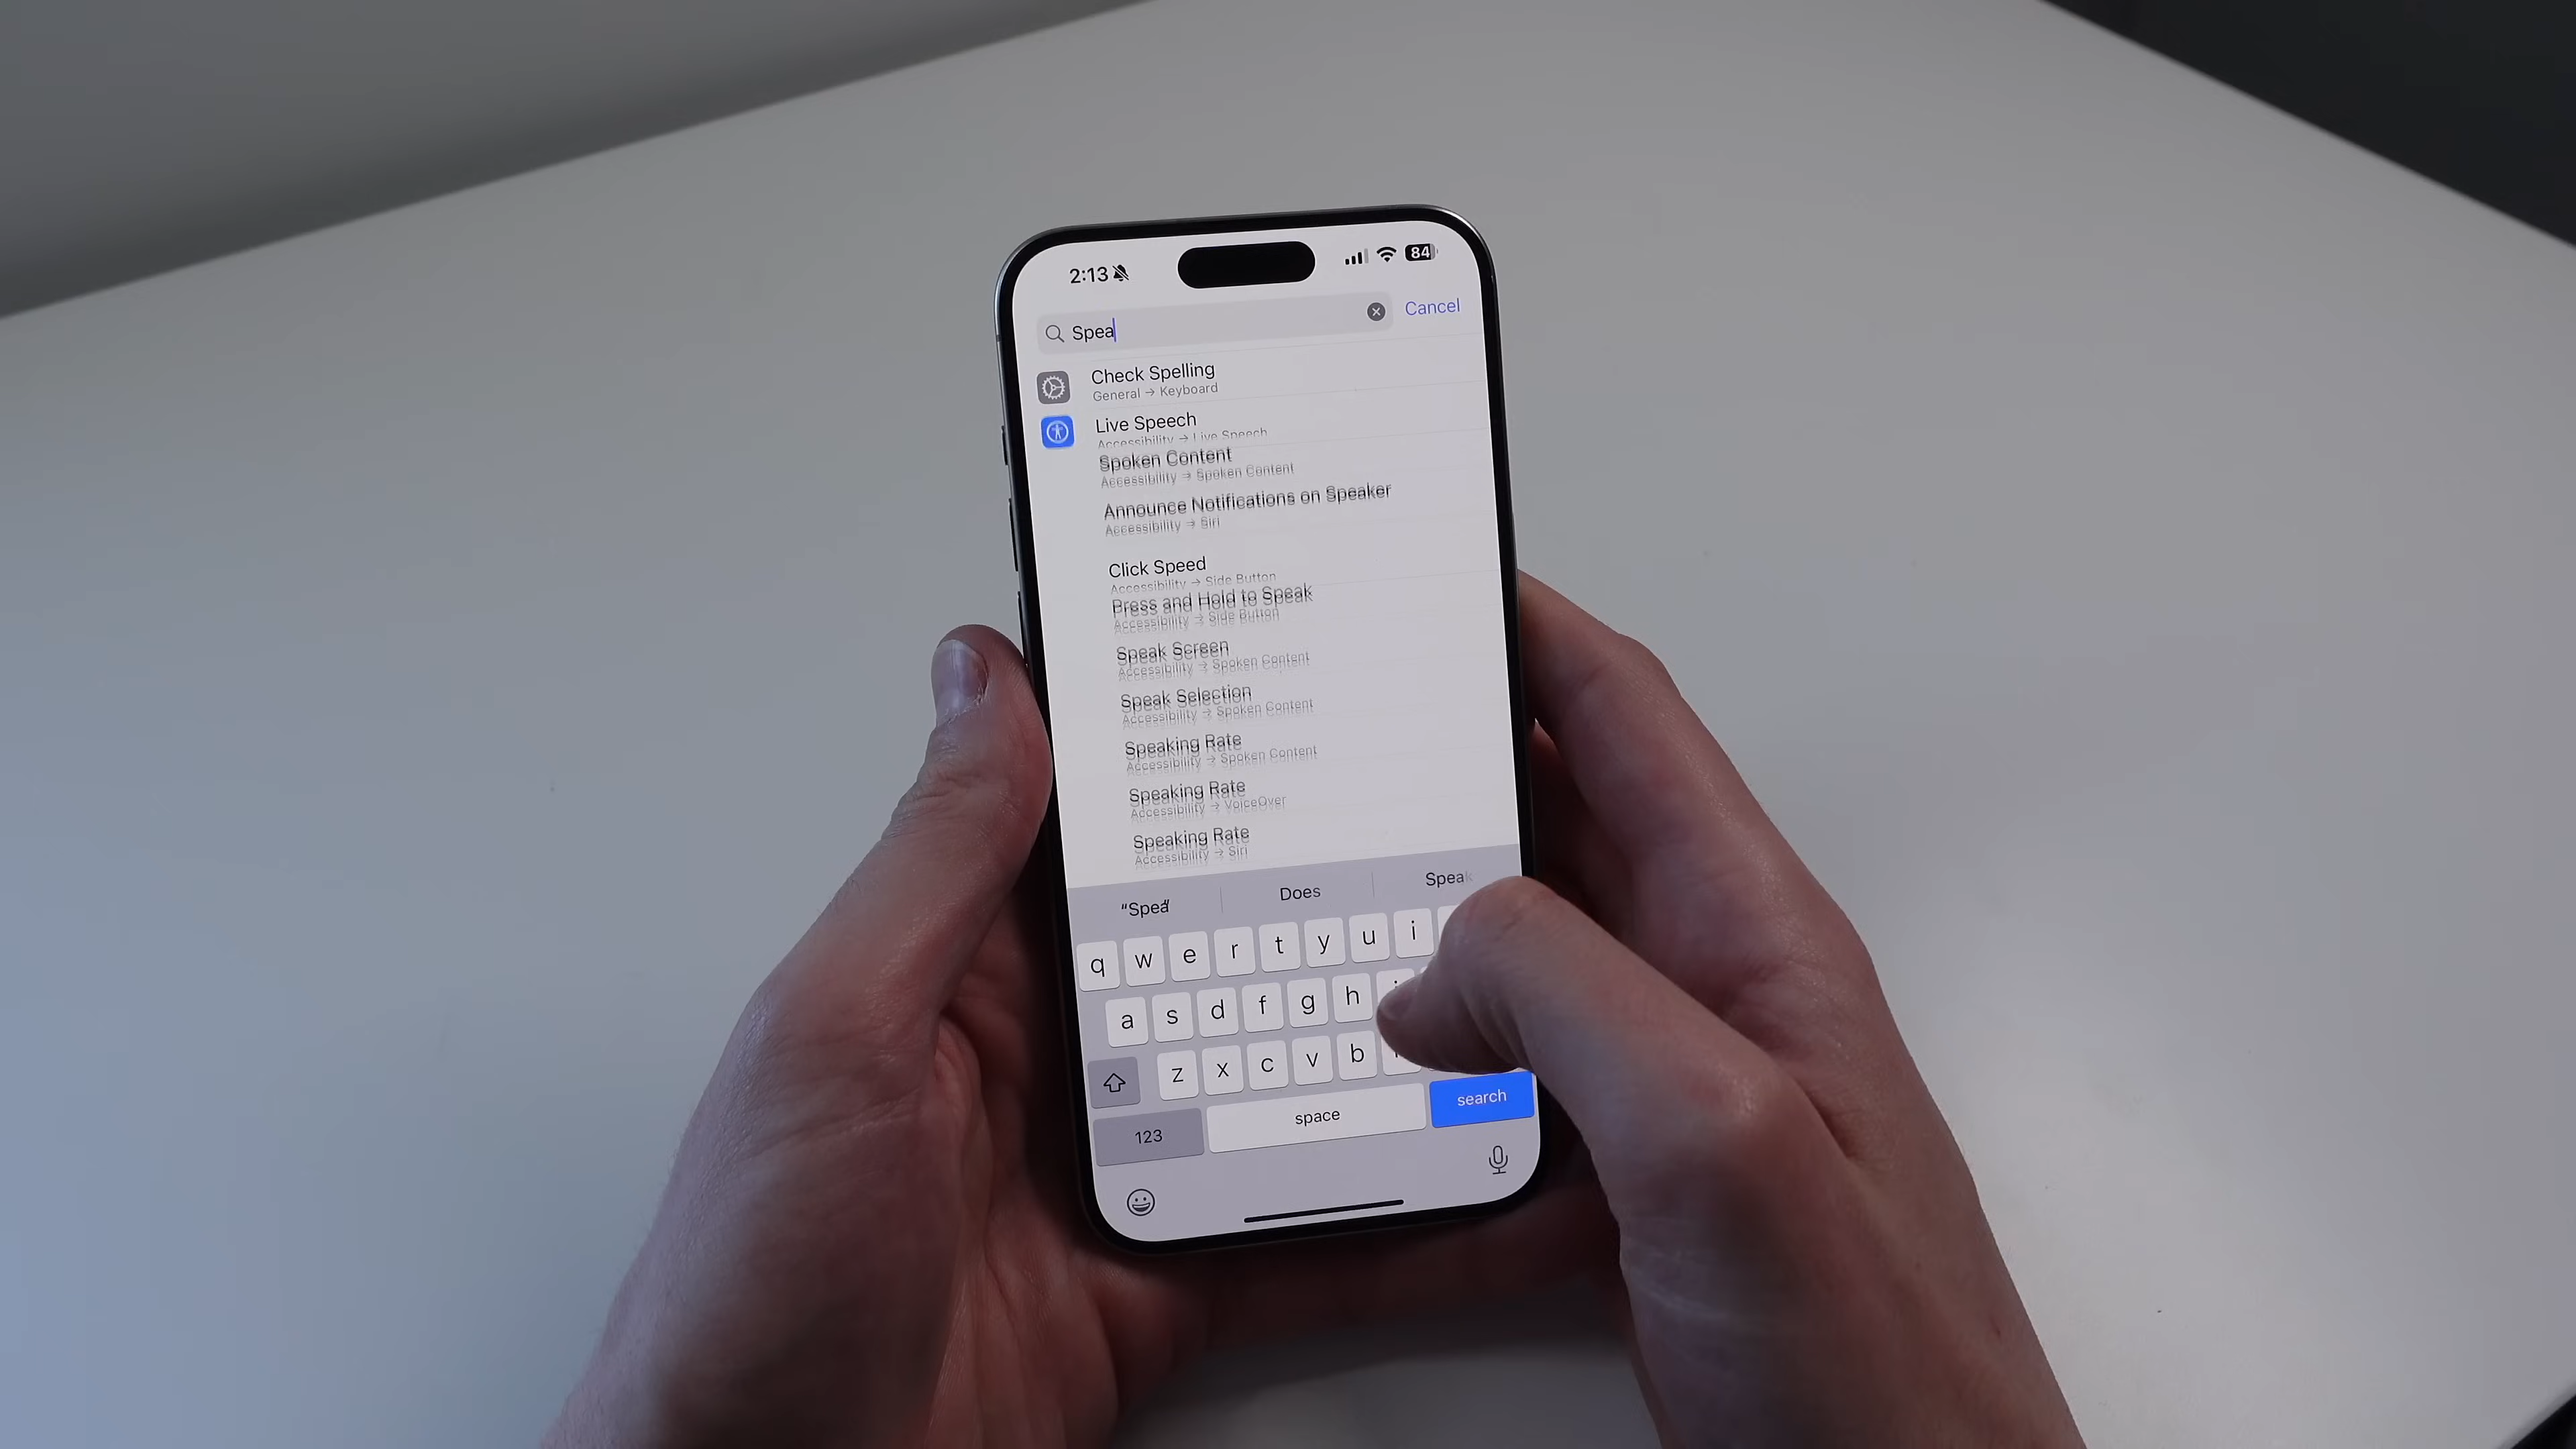 2:13
84
Spea
Cancel
Check Spelling
General → Keyboard
Live Speech
Accessibility → Live Speech
Spoken Content
Accessibility → Spoken Content
Announce Notifications on Speaker
Accessibility → Siri
Click Speed
Accessibility → Side Button
Press and Hold to Speak
Accessibility → Side Button
Speak Screen
Accessibility → Spoken Content
Speak Selection
Accessibility → Spoken Content
Speaking Rate
Accessibility → Spoken Content
Speaking Rate
Accessibility → VoiceOver
Speaking Rate
Accessibility → Siri
“Spea” Does Speak
q w e r t y u i
a s d f g h
z x c v b
123 space search